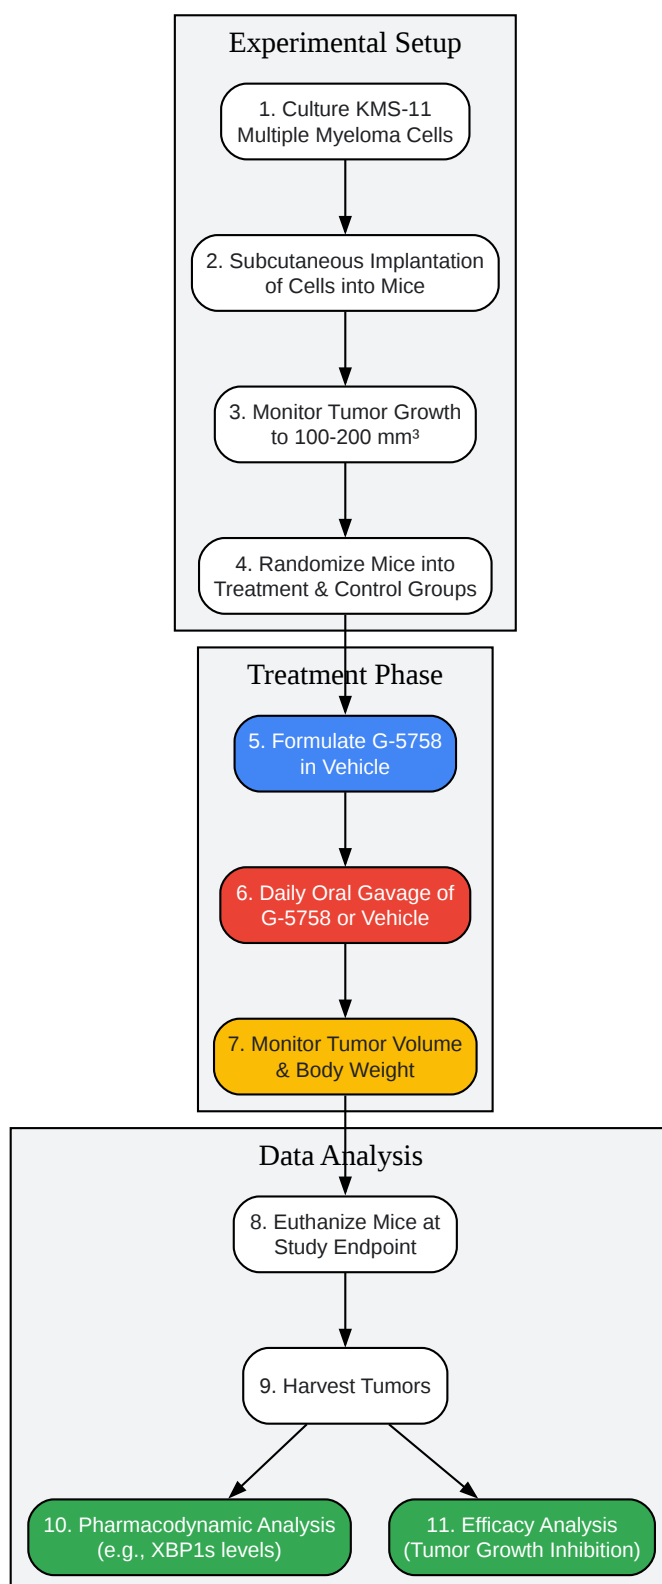 Experimental Setup
1. Culture KMS-11
Multiple Myeloma Cells
2. Subcutaneous Implantation
of Cells into Mice
3. Monitor Tumor Growth
to 100-200 mm³
4. Randomize Mice into
Treatment & Control Groups
Treatment Phase
5. Formulate G-5758
in Vehicle
6. Daily Oral Gavage of
G-5758 or Vehicle
7. Monitor Tumor Volume
& Body Weight
Data Analysis
8. Euthanize Mice at
Study Endpoint
9. Harvest Tumors
10. Pharmacodynamic Analysis
(e.g., XBP1s levels)
11. Efficacy Analysis
(Tumor Growth Inhibition)